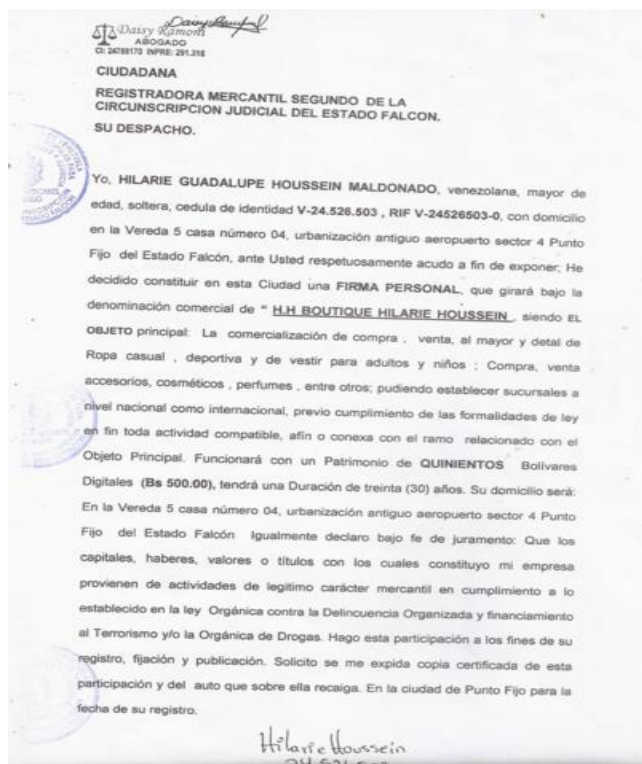 Daisy Ramones
ABOGADO
CI: 24788170 INPRE: 291.318
CIUDADANA
REGISTRADORA MERCANTIL SEGUNDO DE LA
CIRCUNSCRIPCION JUDICIAL DEL ESTADO FALCON.
SU DESPACHO.
Yo, HILARIE GUADALUPE HOUSSEIN MALDONADO, venezolana, mayor de
edad, soltera, cedula de identidad V-24.526.503 , RIF V-24526503-0, con domicilio
en la Vereda 5 casa número 04, urbanización antiguo aeropuerto sector 4 Punto
Fijo del Estado Falcón, ante Usted respetuosamente acudo a fin de exponer; He
decidido constituir en esta Ciudad una FIRMA PERSONAL, que girará bajo la
denominación comercial de " H.H BOUTIQUE HILARIE HOUSSEIN , siendo EL
OBJETO principal: La comercialización de compra , venta, al mayor y detal de
Ropa casual , deportiva y de vestir para adultos y niños ; Compra, venta
accesorios, cosméticos , perfumes , entre otros; pudiendo establecer sucursales a
nivel nacional como internacional, previo cumplimiento de las formalidades de ley
en fin toda actividad compatible, afín o conexa con el ramo relacionado con el
Objeto Principal. Funcionará con un Patrimonio de QUINIENTOS Bolívares
Digitales (Bs 500.00), tendrá una Duración de treinta (30) años. Su domicilio será:
En la Vereda 5 casa número 04, urbanización antiguo aeropuerto sector 4 Punto
Fijo del Estado Falcón Igualmente declaro bajo fe de juramento: Que los
capitales, haberes, valores o títulos con los cuales constituyo mi empresa
provienen de actividades de legitimo carácter mercantil en cumplimiento a lo
establecido en la ley Orgánica contra la Delincuencia Organizada y financiamiento
al Terrorismo y/o la Orgánica de Drogas. Hago esta participación a los fines de su
registro, fijación y publicación. Solicito se me expida copia certificada de esta
participación y del auto que sobre ella recaiga. En la ciudad de Punto Fijo para la
fecha de su registro.
Hilarie Houssein